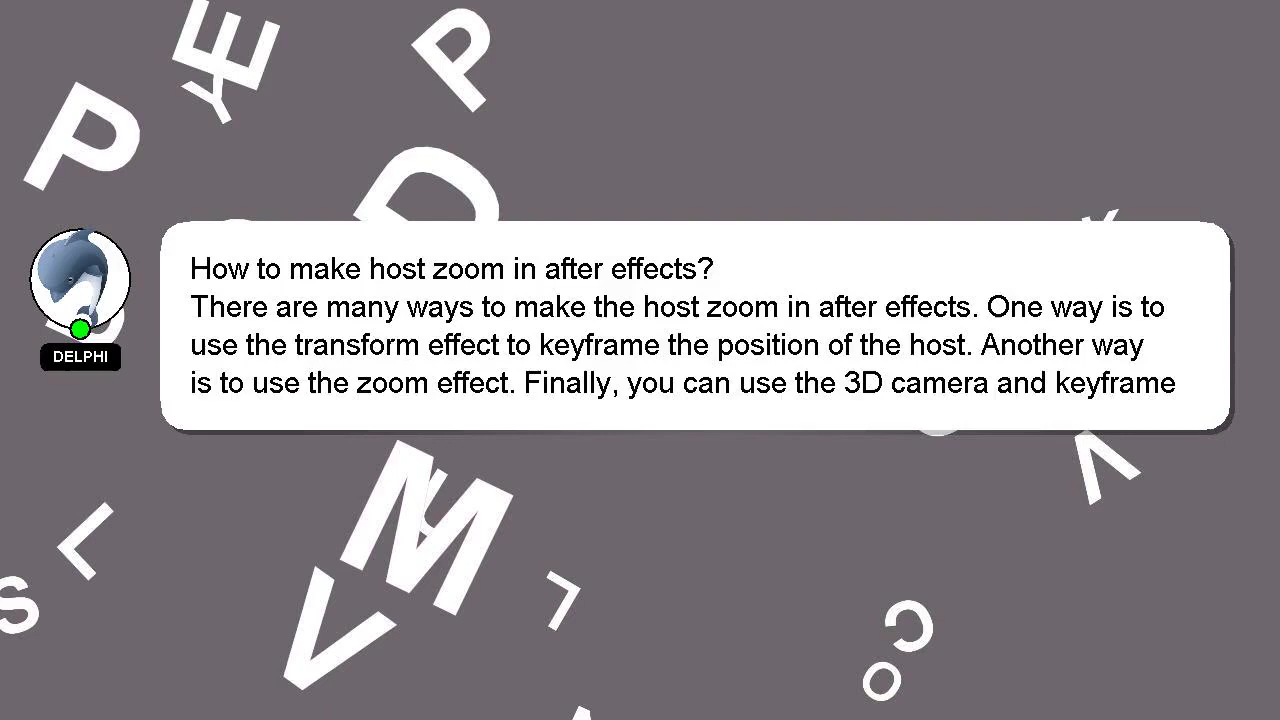 How to make host zoom in after effects?
There are many ways to make the host zoom in after effects. One way is to
use the transform effect to keyframe the position of the host. Another way
is to use the zoom effect. Finally, you can use the 3D camera and keyframe
DELPHI
P
E
Y
P
D
M
V
L
S
L
V
C
O